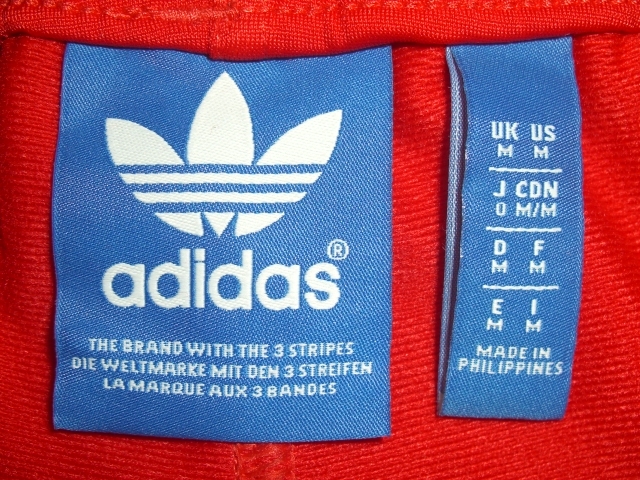 adidas®
THE BRAND WITH THE 3 STRIPES
DIE WELTMARKE MIT DEN 3 STREIFEN
LA MARQUE AUX 3 BANDES
UK US
M M
J CDN
O M/M
D F
M M
E I
M M
MADE IN
PHILIPPINES